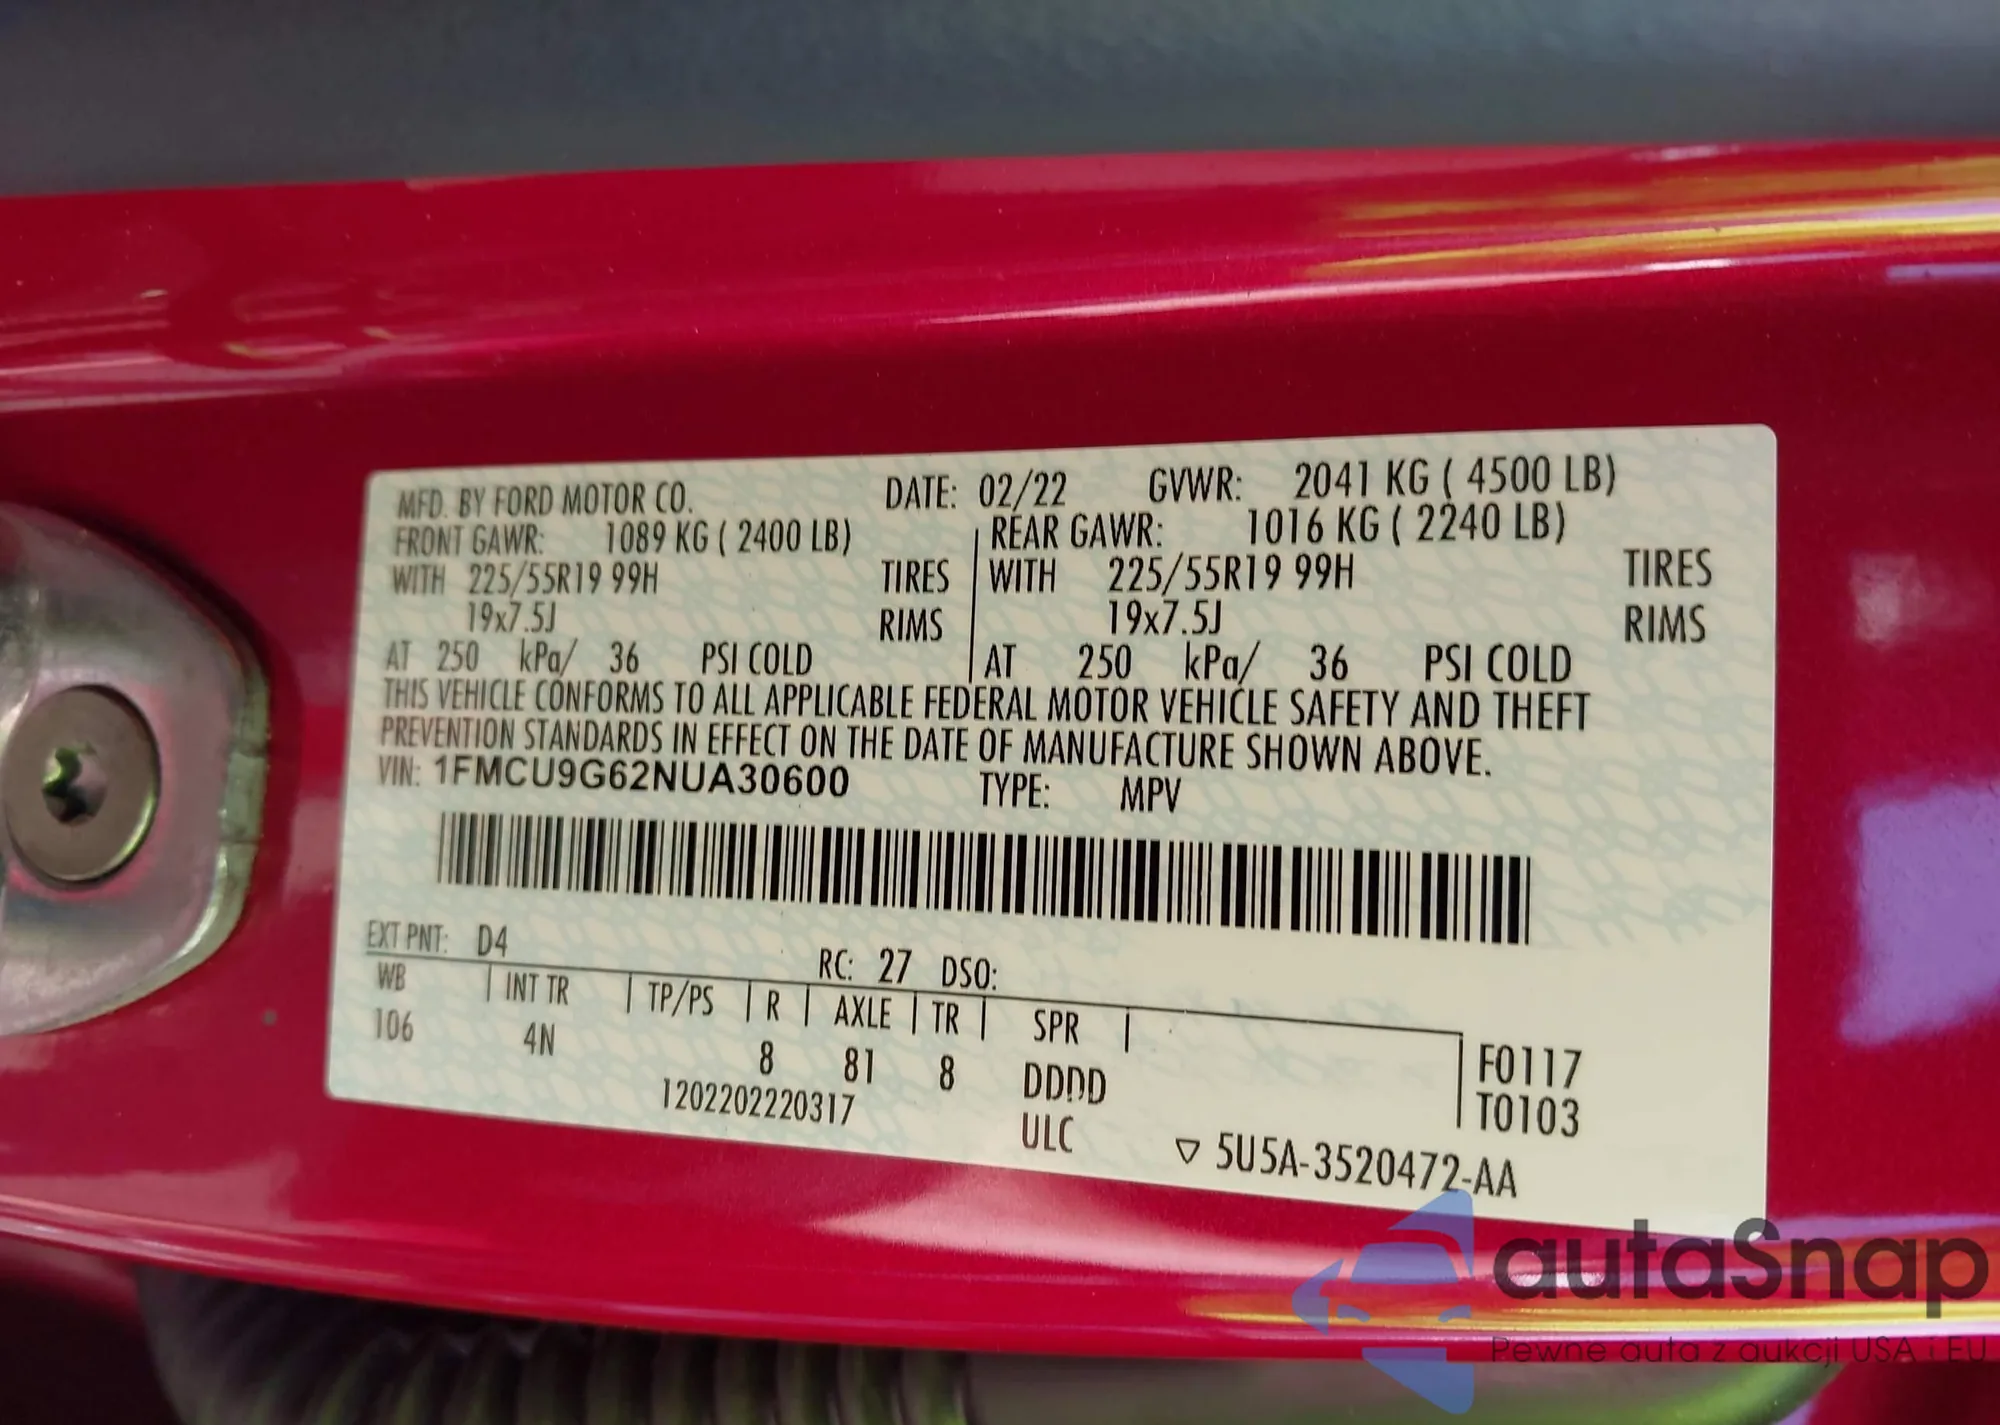 MFD. BY FORD MOTOR CO. DATE: 02/22 GVWR: 2041 KG ( 4500 LB)
FRONT GAWR: 1089 KG ( 2400 LB) REAR GAWR: 1016 KG ( 2240 LB)
WITH 225/55R19 99H TIRES WITH 225/55R19 99H TIRES
19x7.5J RIMS 19x7.5J RIMS
AT 250 kPa/ 36 PSI COLD AT 250 kPa/ 36 PSI COLD
THIS VEHICLE CONFORMS TO ALL APPLICABLE FEDERAL MOTOR VEHICLE SAFETY AND THEFT
PREVENTION STANDARDS IN EFFECT ON THE DATE OF MANUFACTURE SHOWN ABOVE.
VIN: 1FMCU9G62NUA30600 TYPE: MPV
EXT PNT: D4 RC: 27 DSO:
WB INT TR TP/PS R AXLE TR SPR
106 4N 8 81 8 DDDD F0117
1202202220317 ULC T0103
▽ 5U5A-3520472-AA
autaSnap
Pewne auta z aukcji USA i EU